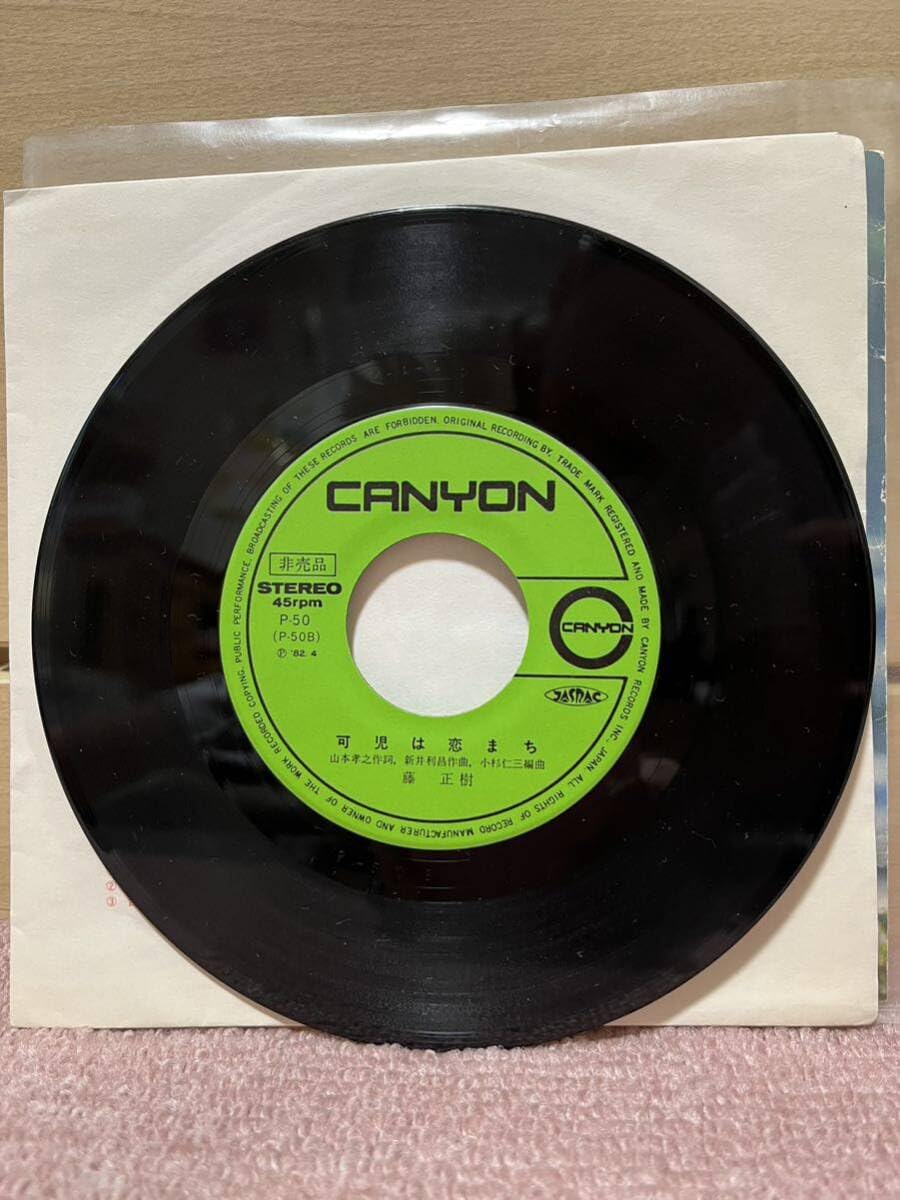 CANYON
非売品
STEREO
45rpm
P-50
(P-50B)
Ⓟ '82. 4
CANYON
JASRAC
可児は恋まち
山本孝之作詞, 新井利昌作曲, 小杉仁三編曲
藤 正樹
ORIGINAL RECORDING BY, TRADE MARK REGISTERED AND MADE BY CANYON RECORDS INC, JAPAN. ALL RIGHTS OF RECORD MANUFACTURER AND OWNER OF THE WORK RECORDED COPYING, PUBLIC PERFORMANCE, BROADCASTING OF THESE RECORDS ARE FORBIDDEN.
②
③